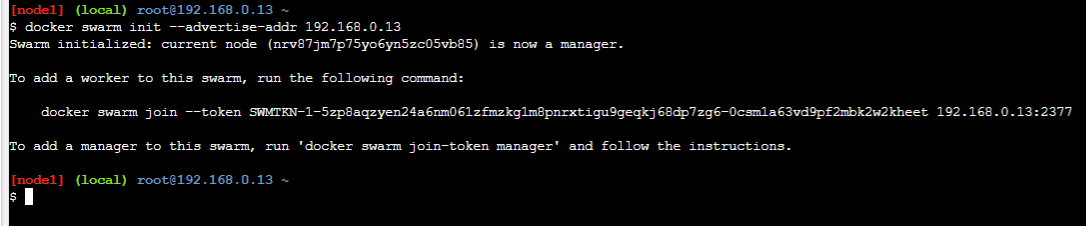 [node1] (local) root@192.168.0.13 ~
$ docker swarm init --advertise-addr 192.168.0.13
Swarm initialized: current node (nrv87jm7p75yo6yn5zc05vb85) is now a manager.
To add a worker to this swarm, run the following command:
docker swarm join --token SWMTKN-1-5zp8aqzyen24a6nm061zfmzkg1m8pnrxtigu9geqkj68dp7zg6-0csm1a63vd9pf2mbk2w2kheet 192.168.0.13:2377
To add a manager to this swarm, run 'docker swarm join-token manager' and follow the instructions.
[node1] (local) root@192.168.0.13 ~
$